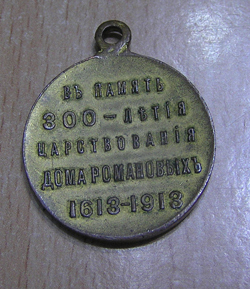 ВЪ ПАМЯТЬ
300-ЛѢТІЯ
ЦАРСТВОВАНІЯ
ДОМА РОМАНОВЫХЪ
1613-1913